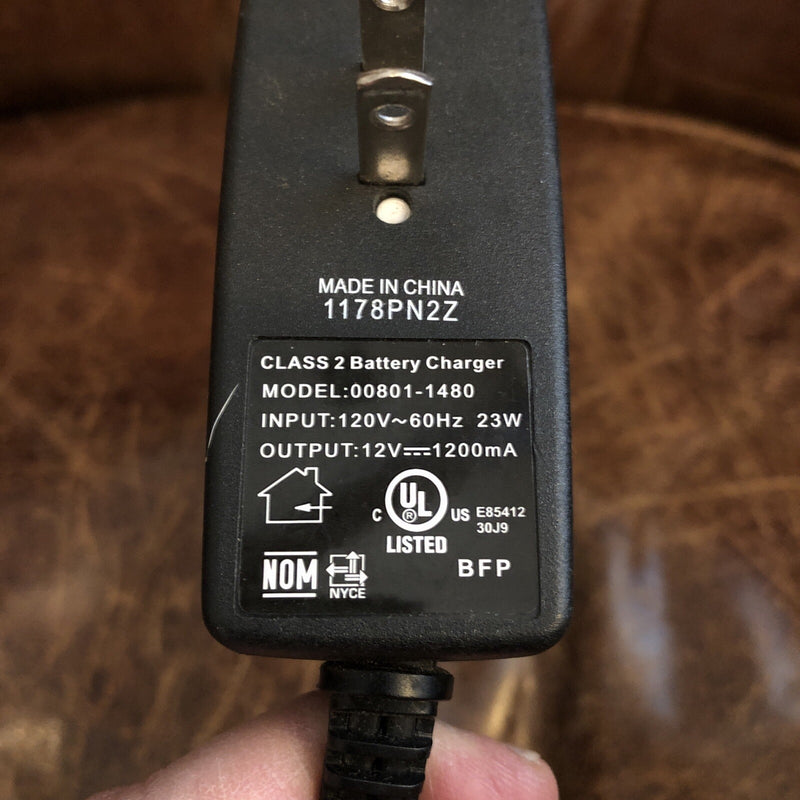 MADE IN CHINA
1178PN2Z
CLASS 2 Battery Charger
MODEL:00801-1480
INPUT:120V~60Hz 23W
OUTPUT:12V⎓1200mA
C UL ® US E85412
30J9
LISTED
NOM NYCE BFP